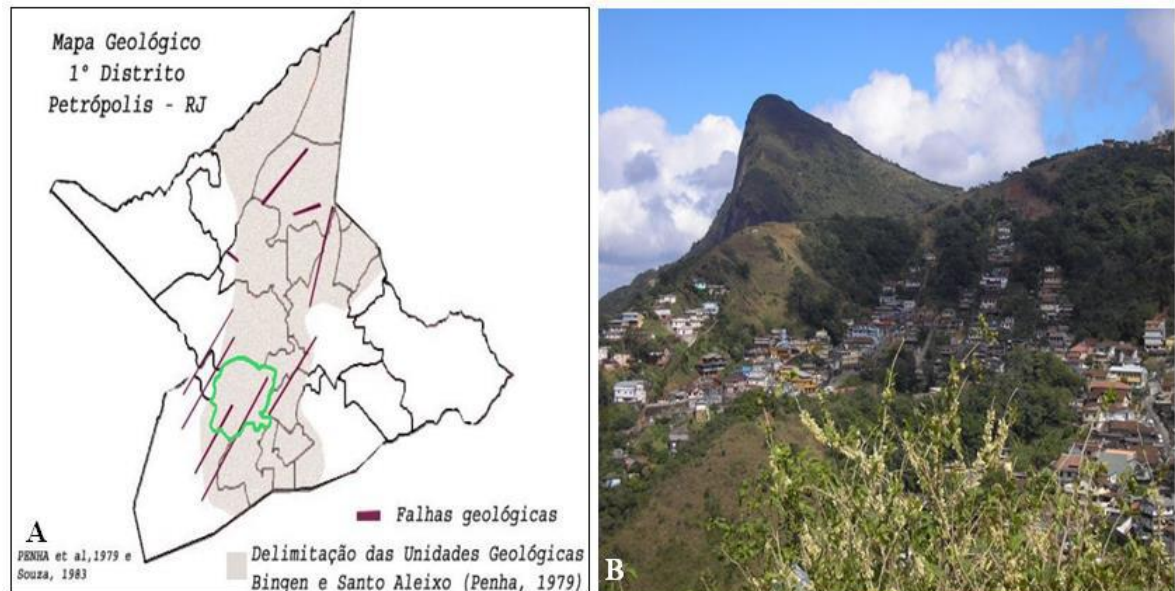 Mapa Geológico
1º Distrito
Petrópolis - RJ
Falhas geológicas
A
PENHA et al,1979 e
Souza, 1983
Delimitação das Unidades Geológicas
Bingen e Santo Aleixo (Penha, 1979)
B